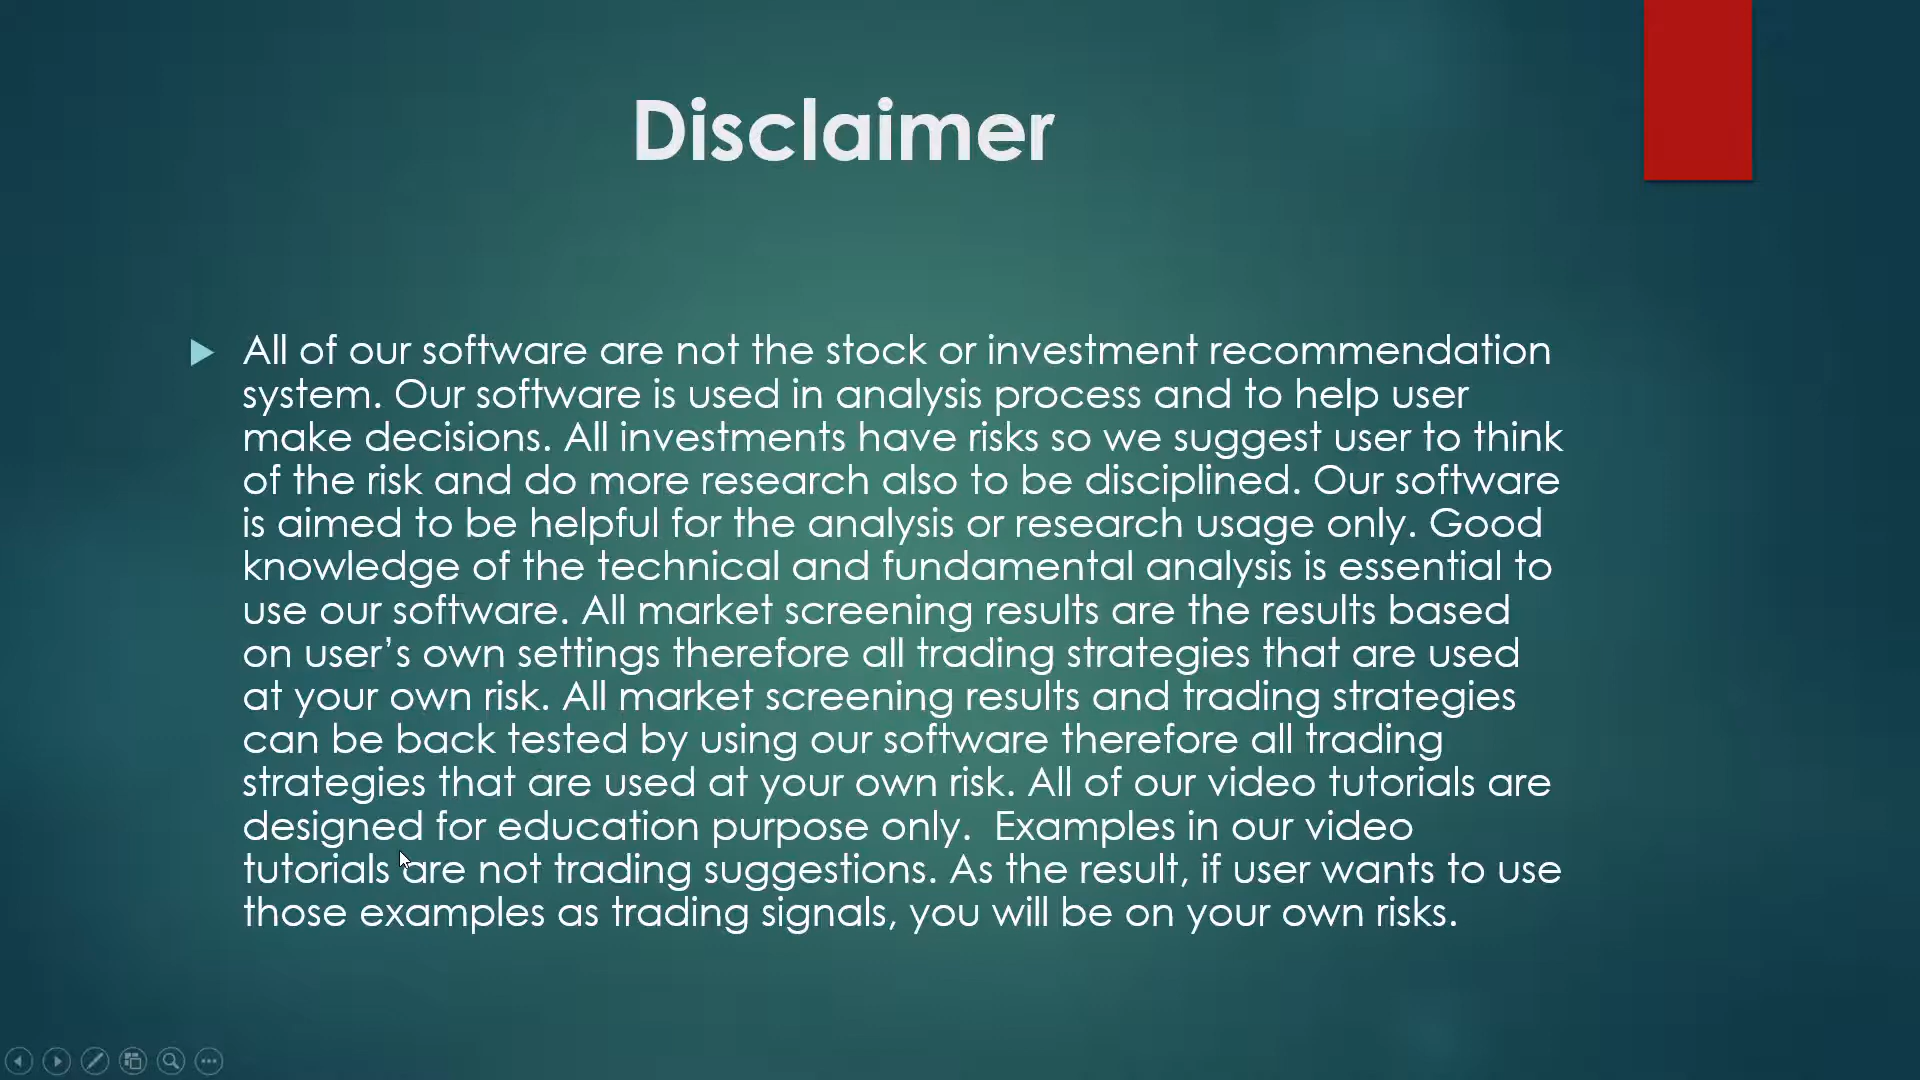 Disclaimer
All of our software are not the stock or investment recommendation
system. Our software is used in analysis process and to help user
make decisions. All investments have risks so we suggest user to think
of the risk and do more research also to be disciplined. Our software
is aimed to be helpful for the analysis or research usage only. Good
knowledge of the technical and fundamental analysis is essential to
use our software. All market screening results are the results based
on user’s own settings therefore all trading strategies that are used
at your own risk. All market screening results and trading strategies
can be back tested by using our software therefore all trading
strategies that are used at your own risk. All of our video tutorials are
designed for education purpose only.  Examples in our video
tutorials are not trading suggestions. As the result, if user wants to use
those examples as trading signals, you will be on your own risks.